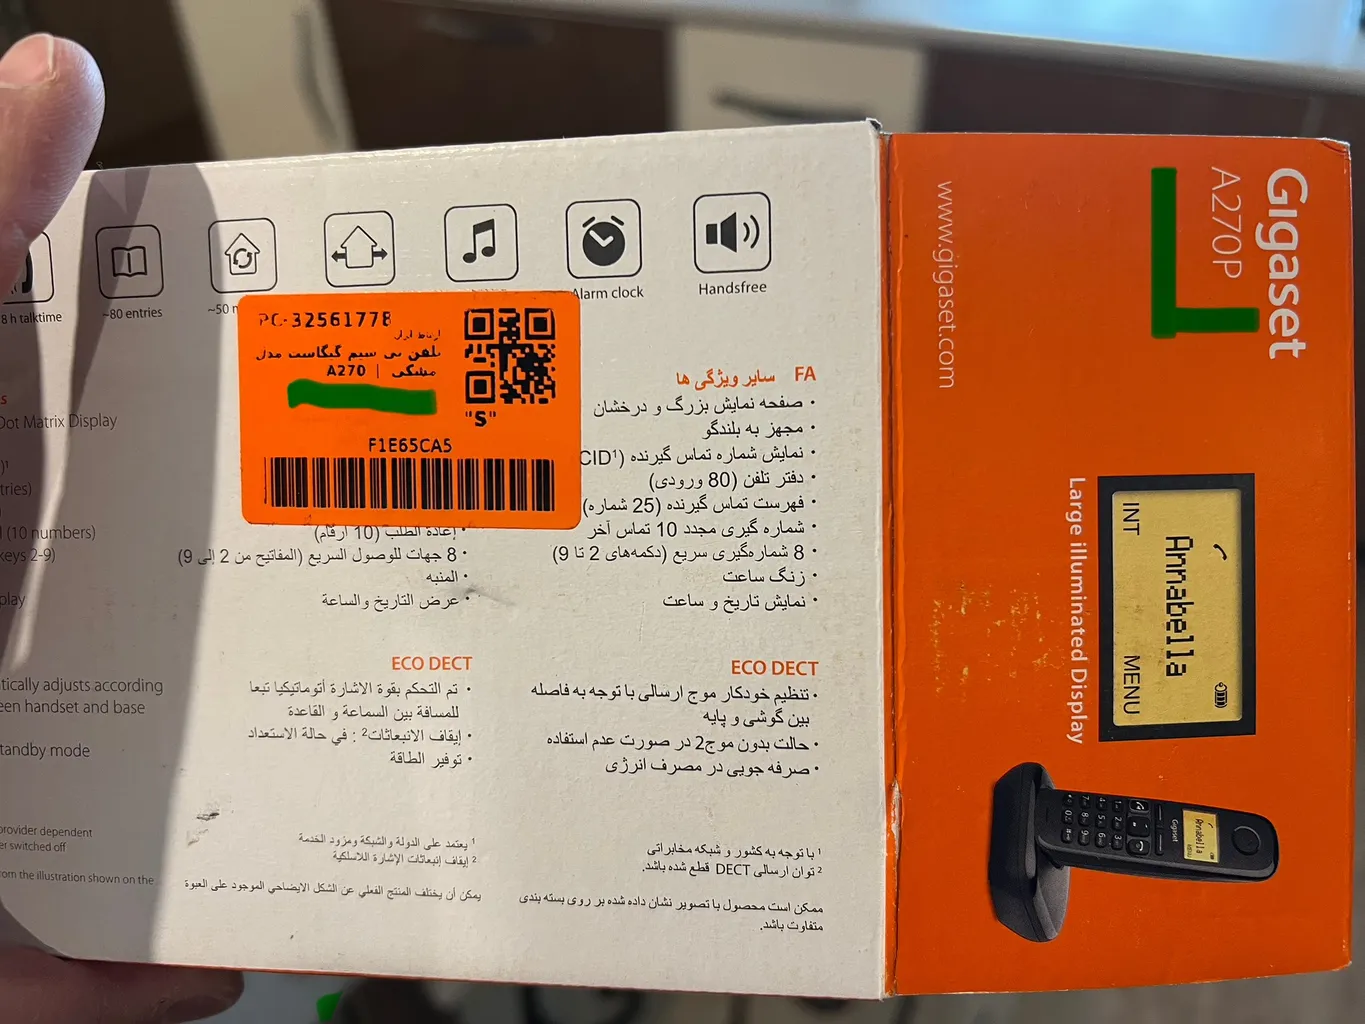 8 h talktime
~80 entries
~50
Alarm clock
Handsfree
PC-32561778
تلفن بی سیم گیگاست مدل
A270 | مشکی
"S"
F1E65CA5
Dot Matrix Display
(10 numbers)
keys 2-9)
according
een handset and base
tandby mode
provider dependent
switched off
om the illustration shown on the
• إعادة الطلب (10 أرقام)
• 8 جهات للوصول السريع (المفاتيح من 2 إلى 9)
• المنبه
• عرض التاريخ والساعة
ECO DECT
• تم التحكم بقوة الاشارة أتوماتيكيا تبعا
للمسافة بين السماعة و القاعدة
• إيقاف الانبعاثات² : في حالة الاستعداد
• توفير الطاقة
¹ يعتمد على الدولة والشبكة ومزود الخدمة
² إيقاف إنبعاثات الإشارة اللاسلكية
يمكن أن يختلف المنتج الفعلي عن الشكل الايضاحي الموجود على العبوة
FA سایر ویژگی ها
• صفحه نمایش بزرگ و درخشان
• مجهز به بلندگو
• نمایش شماره تماس گیرنده (CID¹
• دفتر تلفن (80 ورودی)
• فهرست تماس گیرنده (25 شماره)
• شماره گیری مجدد 10 تماس آخر
• 8 شماره‌گیری سریع (دکمه‌های 2 تا 9)
• زنگ ساعت
• نمایش تاریخ و ساعت
ECO DECT
• تنظیم خودکار موج ارسالی با توجه به فاصله
بین گوشی و پایه
• حالت بدون موج2 در صورت عدم استفاده
• صرفه جویی در مصرف انرژی
¹ با توجه به کشور و شبکه مخابراتی
² توان ارسالی DECT قطع شده باشد.
ممکن است محصول با تصویر نشان داده شده بر روی بسته بندی
متفاوت باشد.
Gigaset
A270P
www.gigaset.com
Annabella
INT MENU
Large illuminated Display
Gigaset
Annabella